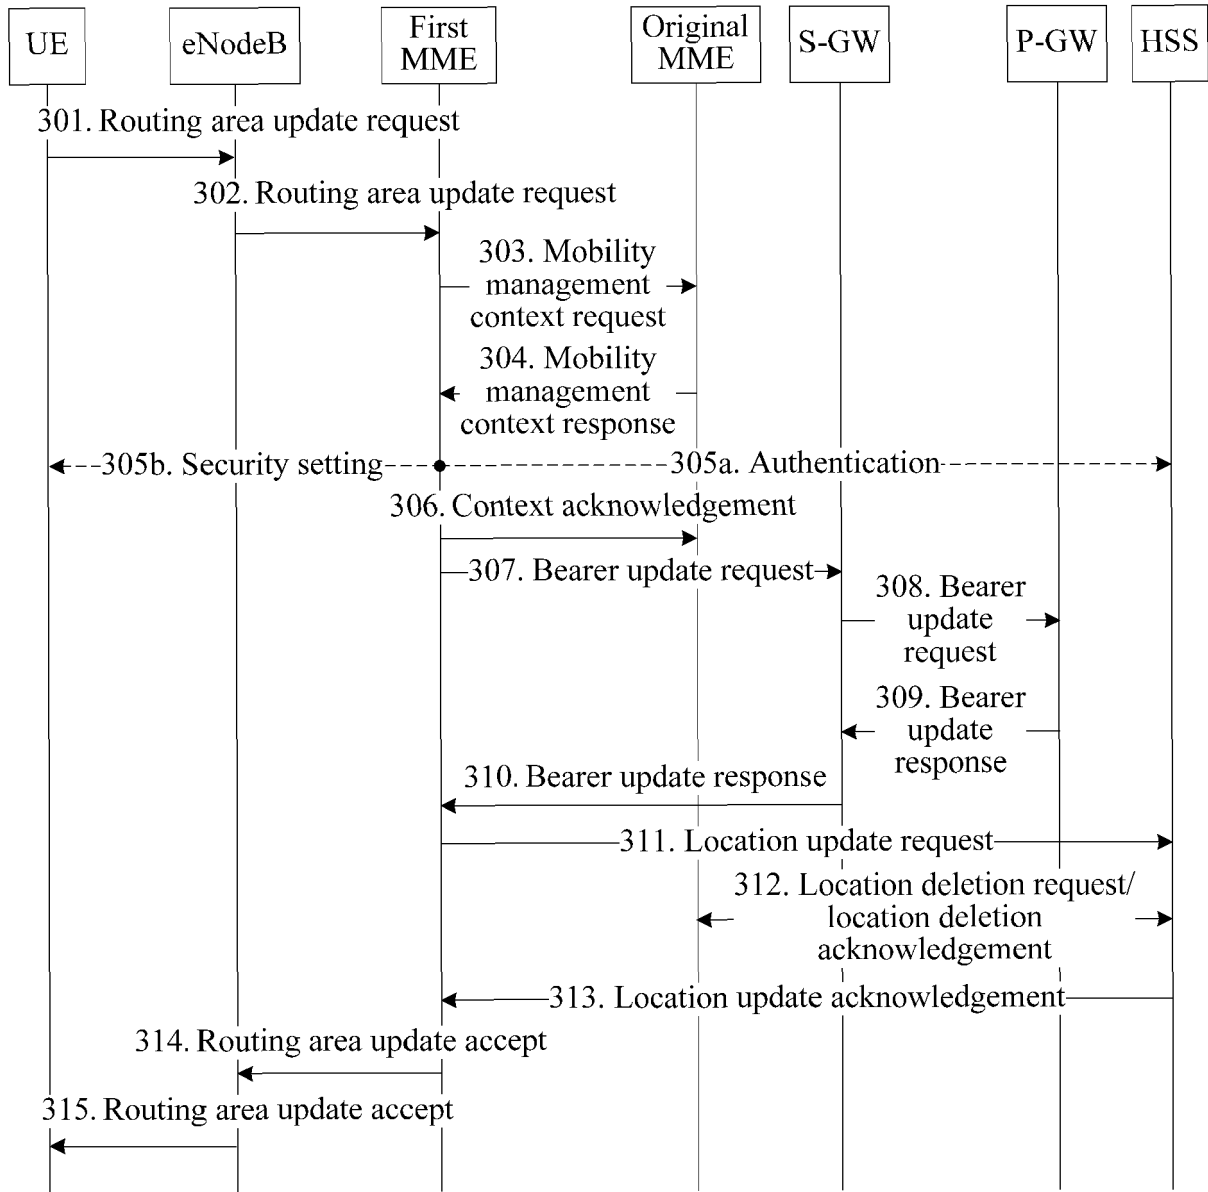 UE
eNodeB
First
MME
Original
MME
S-GW
P-GW
HSS
301. Routing area update request
302. Routing area update request
303. Mobility
management
context request
304. Mobility
management
context response
305b. Security setting
305a. Authentication
306. Context acknowledgement
307. Bearer update request
308. Bearer
update
request
309. Bearer
update
response
310. Bearer update response
311. Location update request
312. Location deletion request/
location deletion
acknowledgement
313. Location update acknowledgement
314. Routing area update accept
315. Routing area update accept